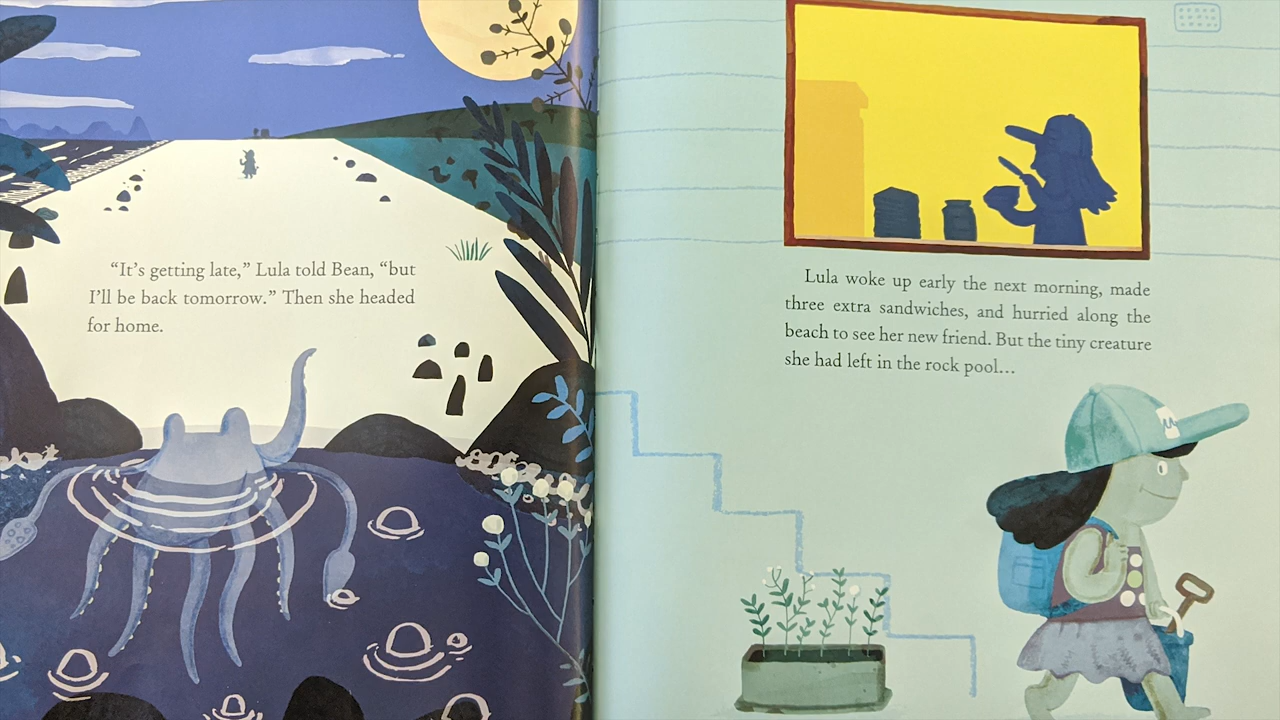 “It’s getting late,” Lula told Bean, “but
I’ll be back tomorrow.” Then she headed
for home.
Lula woke up early the next morning, made
three extra sandwiches, and hurried along the
beach to see her new friend. But the tiny creature
she had left in the rock pool…